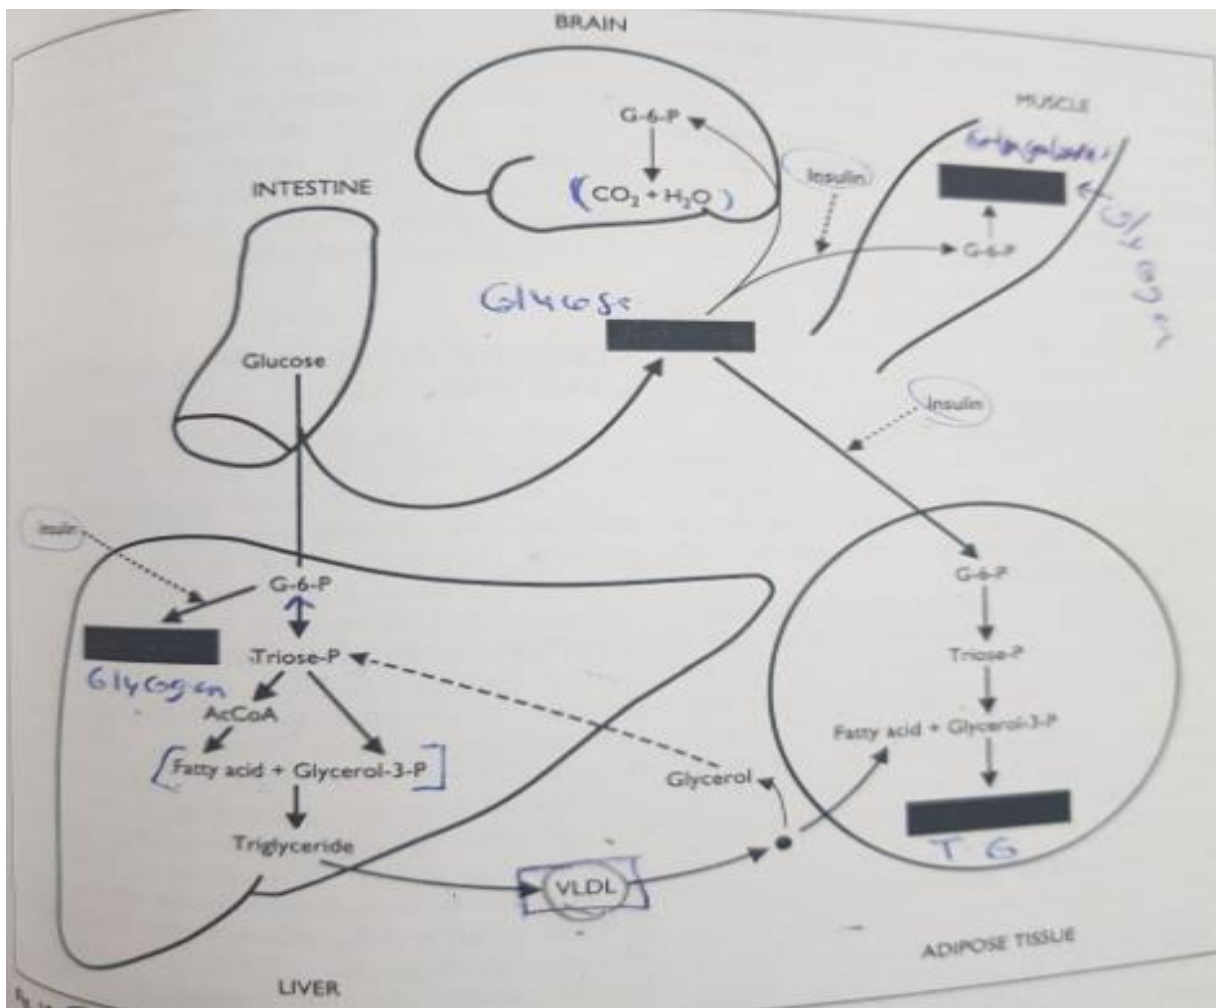 BRAIN
MUSCLE
G-6-P
CO₂ + H₂O
Insulin
Glycogen
G-6-P
INTESTINE
Glucose
Glucose
Insulin
Insulin
G-6-P
Glycogen
Triose-P
AcCoA
Fatty acid + Glycerol-3-P
Triglyceride
VLDL
Glycerol
G-6-P
Triose-P
Fatty acid + Glycerol-3-P
TG
LIVER
ADIPOSE TISSUE